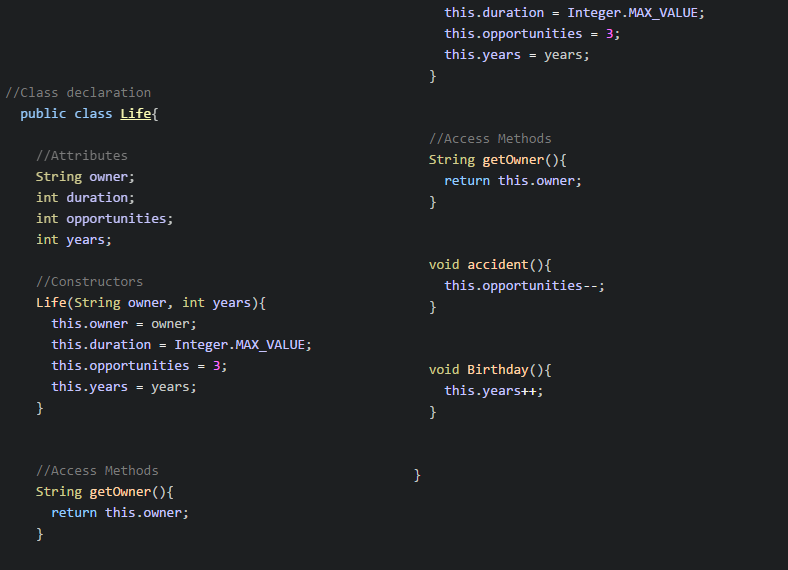 //Class declaration
public class Life{
//Attributes
String owner;
int duration;
int opportunities;
int years;
//Constructors
Life(String owner, int years){
this.owner = owner;
this.duration = Integer.MAX_VALUE;
this.opportunities = 3;
this.years = years;
}
//Access Methods
String getOwner(){
return this.owner;
}
this.duration = Integer.MAX_VALUE;
this.opportunities = 3;
this.years = years;
}
//Access Methods
String getOwner(){
return this.owner;
}
void accident(){
this.opportunities--;
}
void Birthday(){
this.years++;
}
}